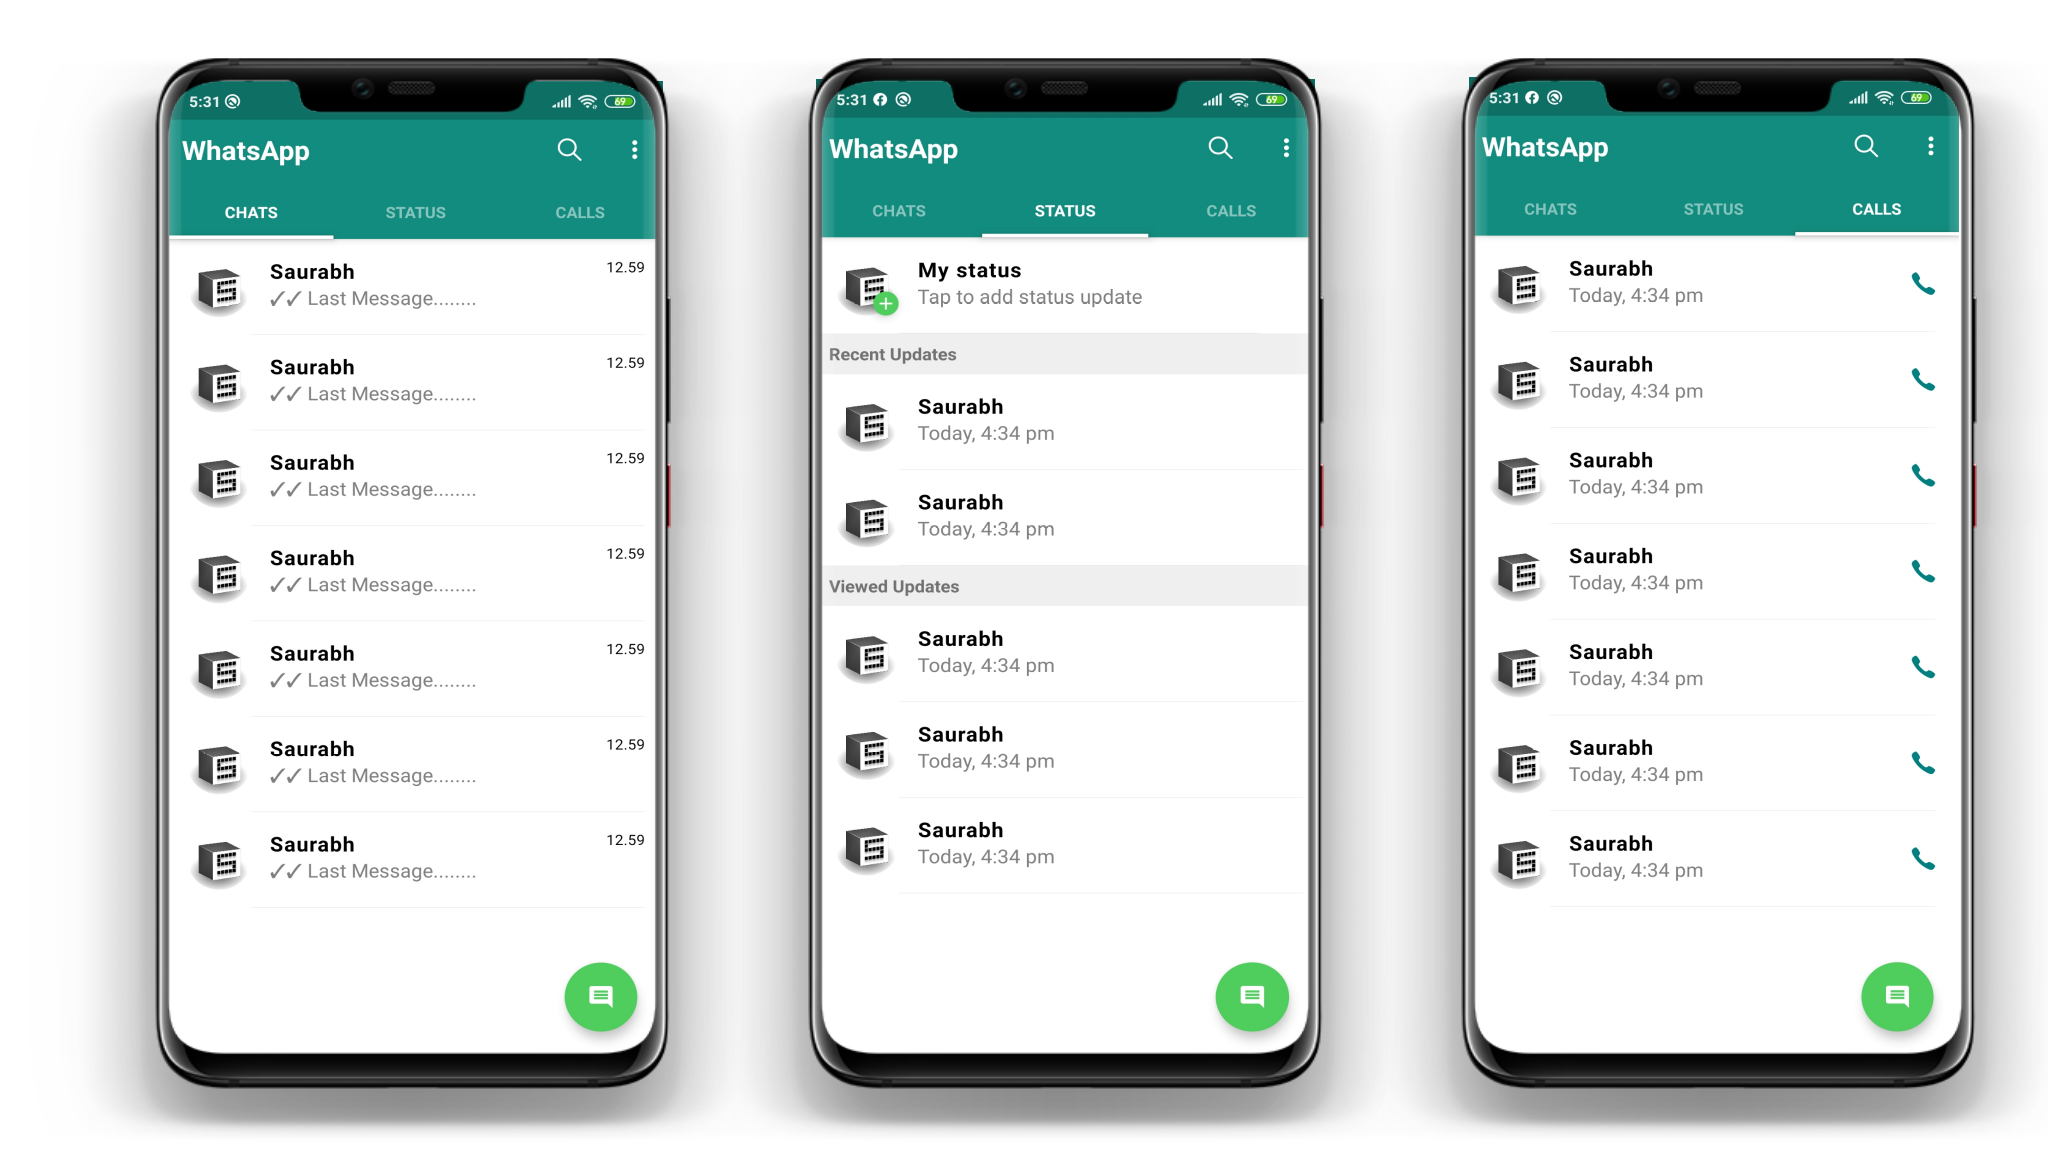 5:31
69
WhatsApp
CHATS STATUS CALLS
Saurabh 12.59
✓✓ Last Message........
Saurabh 12.59
✓✓ Last Message........
Saurabh 12.59
✓✓ Last Message........
Saurabh 12.59
✓✓ Last Message........
Saurabh 12.59
✓✓ Last Message........
Saurabh 12.59
✓✓ Last Message........
Saurabh 12.59
✓✓ Last Message........
5:31
69
WhatsApp
CHATS STATUS CALLS
My status
Tap to add status update
Recent Updates
Saurabh
Today, 4:34 pm
Saurabh
Today, 4:34 pm
Viewed Updates
Saurabh
Today, 4:34 pm
Saurabh
Today, 4:34 pm
Saurabh
Today, 4:34 pm
5:31
69
WhatsApp
CHATS STATUS CALLS
Saurabh
Today, 4:34 pm
Saurabh
Today, 4:34 pm
Saurabh
Today, 4:34 pm
Saurabh
Today, 4:34 pm
Saurabh
Today, 4:34 pm
Saurabh
Today, 4:34 pm
Saurabh
Today, 4:34 pm